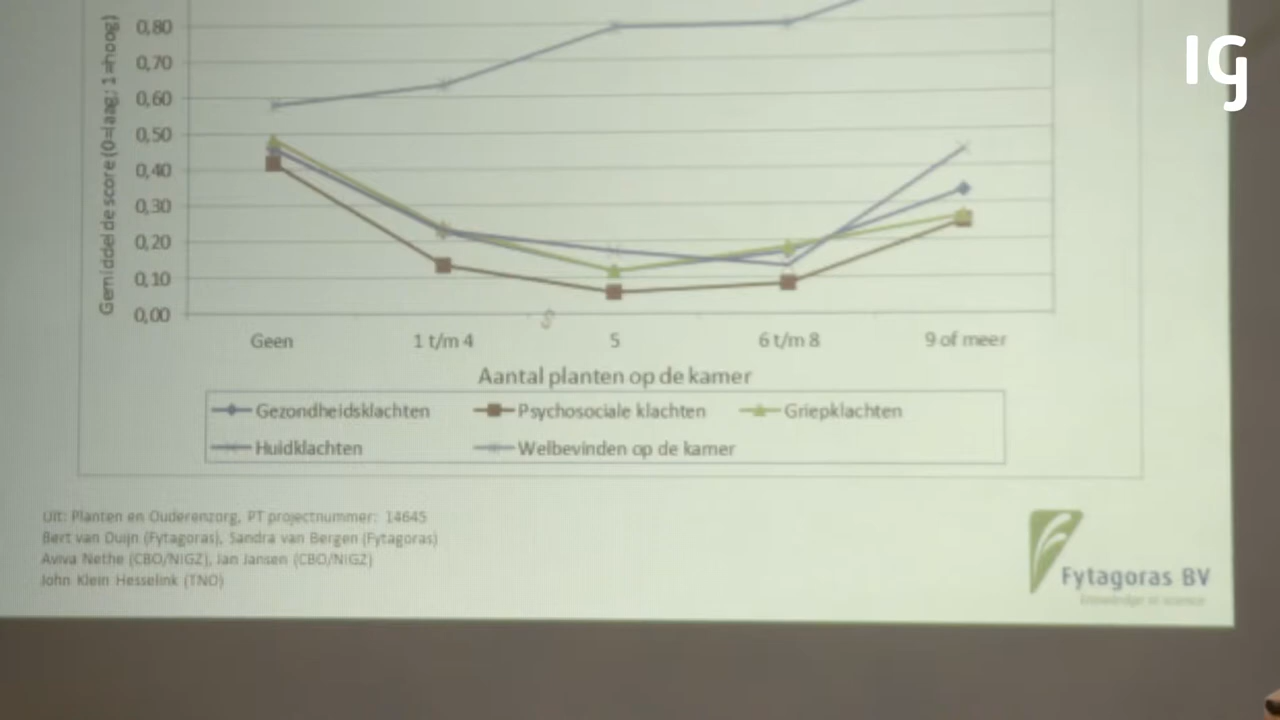 IG
0,80
0,70
0,60
0,50
0,40
0,30
0,20
0,10
0,00
Gemiddelde score (0=laag; 1=hoog)
Geen 1 t/m 4 5 6 t/m 8 9 of meer
Aantal planten op de kamer
Gezondheidsklachten Psychosociale klachten Griepklachten
Huidklachten Welbevinden op de kamer
Uit: Planten en Ouderenzorg, PT projectnummer: 14645
Bert van Duijn (Fytagoras), Sandra van Bergen (Fytagoras)
Aviva Nethe (CBO/NIGZ), Jan Jansen (CBO/NIGZ)
John Klein Hesselink (TNO)
Fytagoras BV